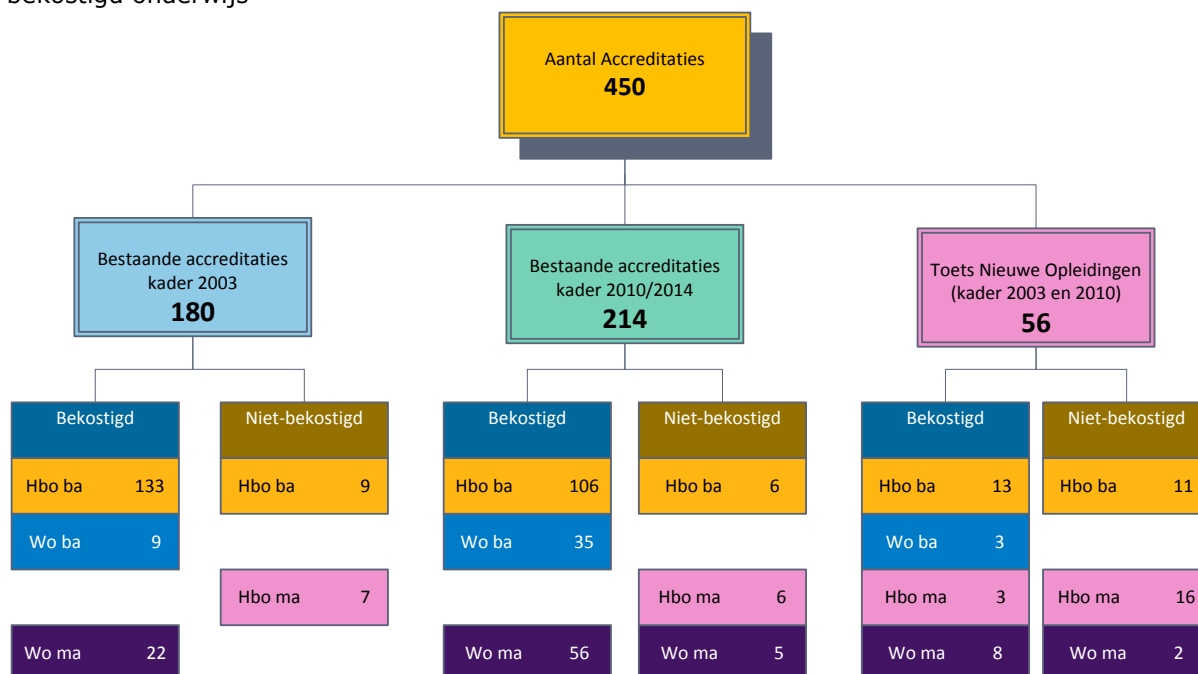 bekostigd onderwijs
Aantal Accreditaties
450
Bestaande accreditaties
kader 2003
180
Bestaande accreditaties
kader 2010/2014
214
Toets Nieuwe Opleidingen
(kader 2003 en 2010)
56
Bekostigd
Niet-bekostigd
Bekostigd
Niet-bekostigd
Bekostigd
Niet-bekostigd
Hbo ba 133
Hbo ba 9
Hbo ba 106
Hbo ba 6
Hbo ba 13
Hbo ba 11
Wo ba 9
Wo ba 35
Wo ba 3
Hbo ma 7
Hbo ma 6
Hbo ma 3
Hbo ma 16
Wo ma 22
Wo ma 56
Wo ma 5
Wo ma 8
Wo ma 2